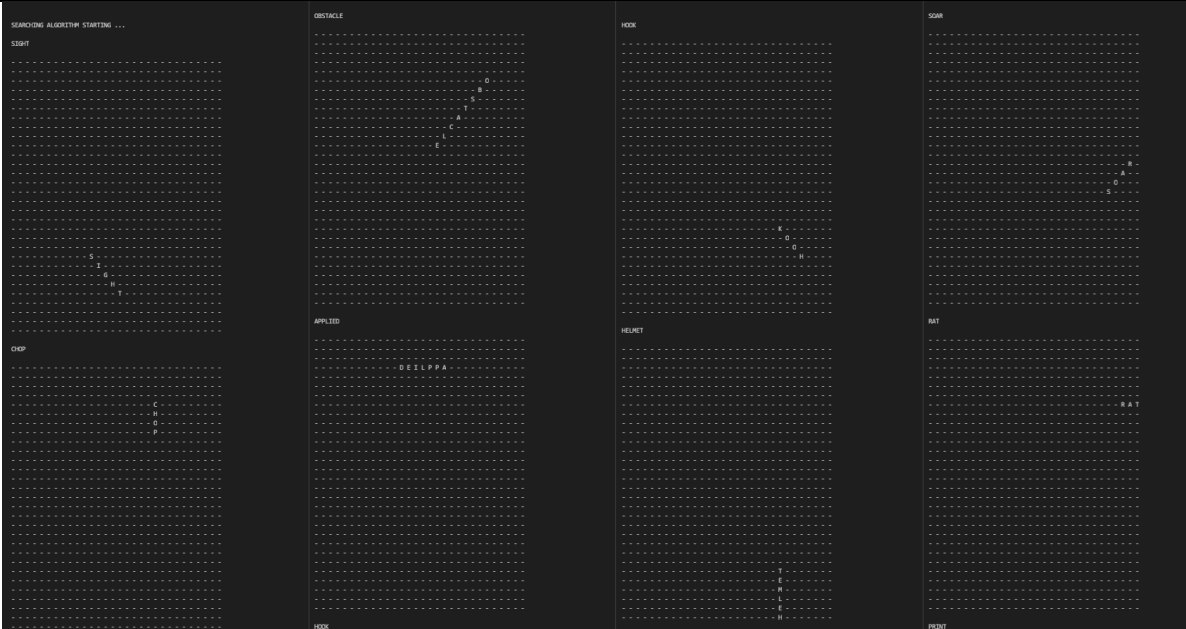 SEARCHING ALGORITHM STARTING ...
SIGHT
S
I
G
H
T
CHOP
C
H
O
P
OBSTACLE
O
B
S
T
A
C
L
E
APPLIED
D E I L P P A
HOOK
HOOK
K
O
O
H
HELMET
T
E
M
L
E
H
SOAR
R
A
O
S
RAT
R A T
PRINT